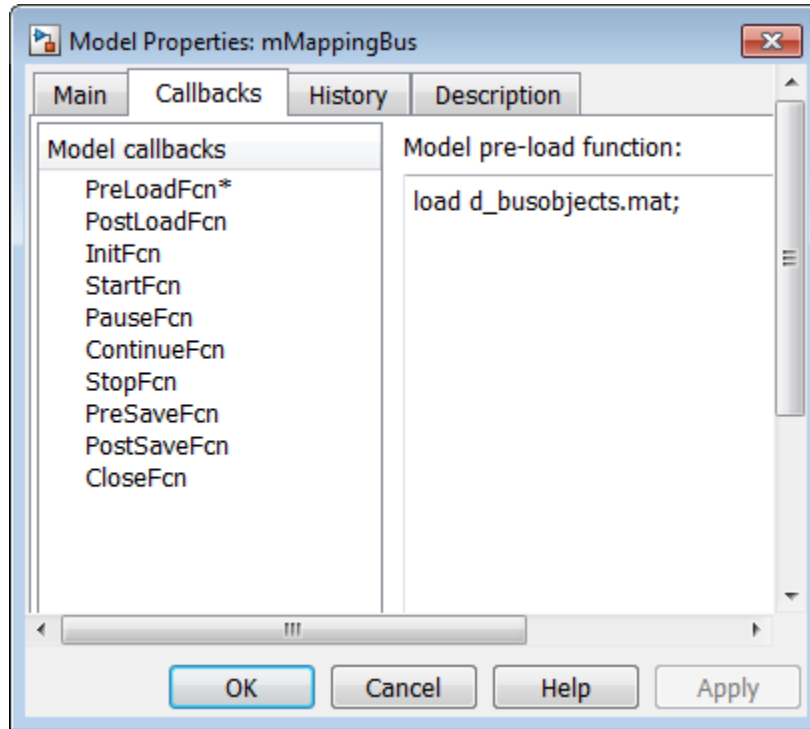 Model Properties: mMappingBus
Main Callbacks History Description
Model callbacks
PreLoadFcn*
PostLoadFcn
InitFcn
StartFcn
PauseFcn
ContinueFcn
StopFcn
PreSaveFcn
PostSaveFcn
CloseFcn
Model pre-load function:
load d_busobjects.mat;
OK Cancel Help Apply